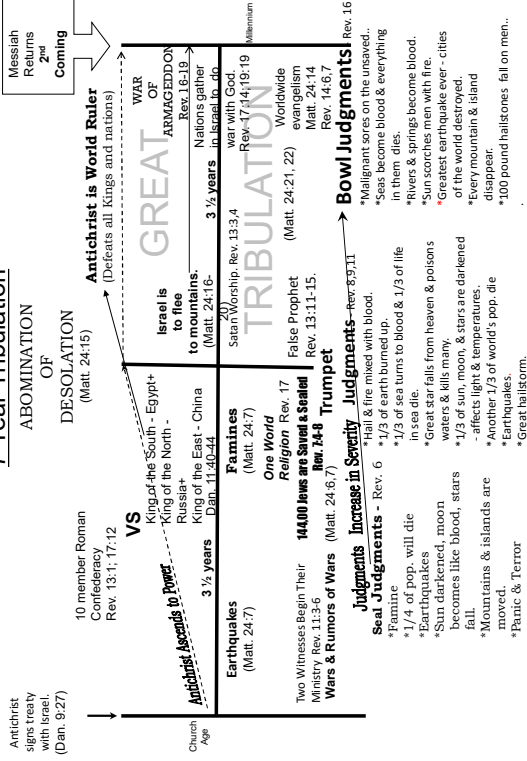 7 Year Tribulation
Antichrist
signs treaty
with Israel.
(Dan. 9:27)
10 member Roman
Confederacy
Rev. 13:1; 17:12
ABOMINATION
OF
DESOLATION
(Matt. 24:15)
Antichrist is World Ruler
(Defeats all Kings and nations)
Messiah
Returns
2nd
Coming
Church
Age
Antichrist Ascends to Power
VS
King of the South - Egypt+
King of the North -
Russia+
King of the East - China
Dan. 11:40-44
3 ½ years
Israel is
to flee
to mountains.
(Matt. 24:16-
20)
GREAT
WAR
OF
ARMAGEDDON
Rev. 16-19
Nations gather
in Israel to do
war with God.
Rev. 17:14;19:19
3 ½ years
Millennium
Earthquakes
(Matt. 24:7)
Famines
(Matt. 24:7)
Satan Worship. Rev. 13:3,4
TRIBULATION
(Matt. 24:21, 22)
Worldwide
evangelism
Matt. 24:14
Rev. 14:6,7
One World
Religion Rev. 17
False Prophet
Rev. 13:11-15.
Two Witnesses Begin Their
Ministry Rev. 11:3-6
144,00 Jews are Saved & Sealed
Rev. 7:4-8
Wars & Rumors of Wars (Matt. 24:6,7)
Judgments Increase in Severity
Seal Judgments - Rev. 6
*Famine
*1/4 of pop. will die
*Earthquakes
*Sun darkened, moon
becomes like blood, stars
fall.
*Mountains & islands are
moved.
*Panic & Terror
Trumpet
Judgments - Rev. 8,9,11
*Hail & fire mixed with blood.
*1/3 of earth burned up.
*1/3 of sea turns to blood & 1/3 of life
in sea die.
*Great star falls from heaven & poisons
waters & kills many.
*1/3 of sun, moon, & stars are darkened
- affects light & temperatures.
*Another 1/3 of world's pop. die
*Earthquakes.
*Great hailstorm.
Bowl Judgments Rev. 16
*Malignant sores on the unsaved..
*Seas become blood & everything
in them dies.
*Rivers & springs become blood.
*Sun scorches men with fire.
*Greatest earthquake ever - cities
of the world destroyed.
*Every mountain & island
disappear.
*100 pound hailstones fall on men..
.